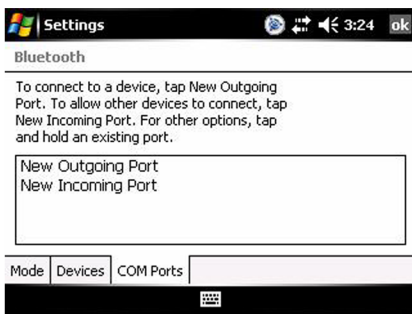 Settings 3:24 ok
Bluetooth
To connect to a device, tap New Outgoing
Port. To allow other devices to connect, tap
New Incoming Port. For other options, tap
and hold an existing port.
New Outgoing Port
New Incoming Port
Mode Devices COM Ports